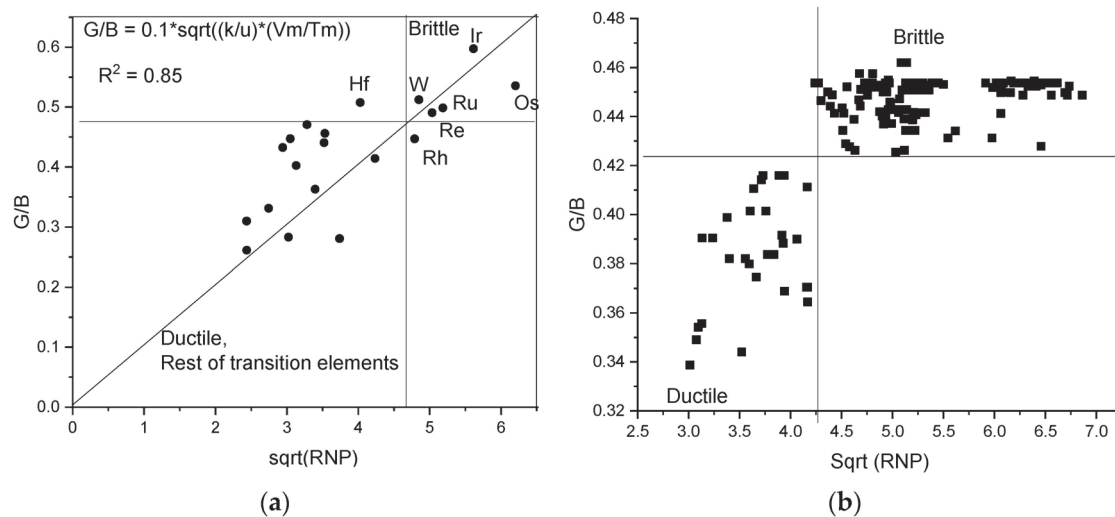 G/B = 0.1*sqrt((k/u)*(Vm/Tm))
Brittle
R² = 0.85
Ir
Hf
W
Os
Ru
Re
Rh
0.6
0.5
0.4
0.3
0.2
0.1
0.0
G/B
Ductile,
Rest of transition elements
0 1 2 3 4 5 6
sqrt(RNP)
(a)
Brittle
0.48
0.46
0.44
0.42
0.40
0.38
0.36
0.34
0.32
G/B
Ductile
2.5 3.0 3.5 4.0 4.5 5.0 5.5 6.0 6.5 7.0
Sqrt (RNP)
(b)